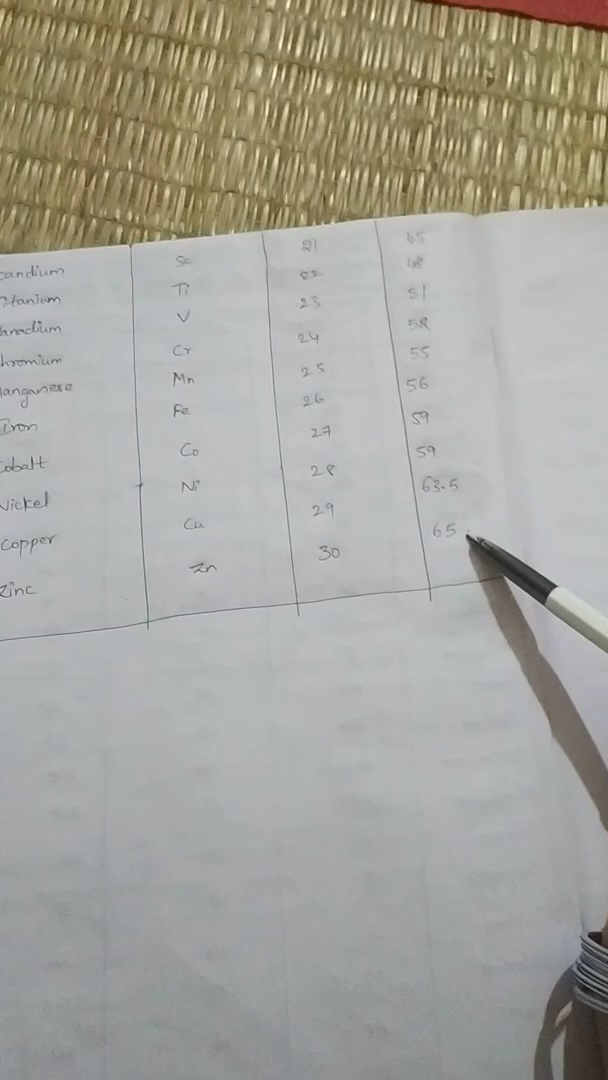 candium Sc 21 45
itanium Ti 22 48
anadium V 23 51
hromium Cr 24 52
anganese Mn 25 55
Iron Fe 26 56
Cobalt Co 27 59
Nickel Ni 28 59
Copper Cu 29 63.5
Zinc Zn 30 65